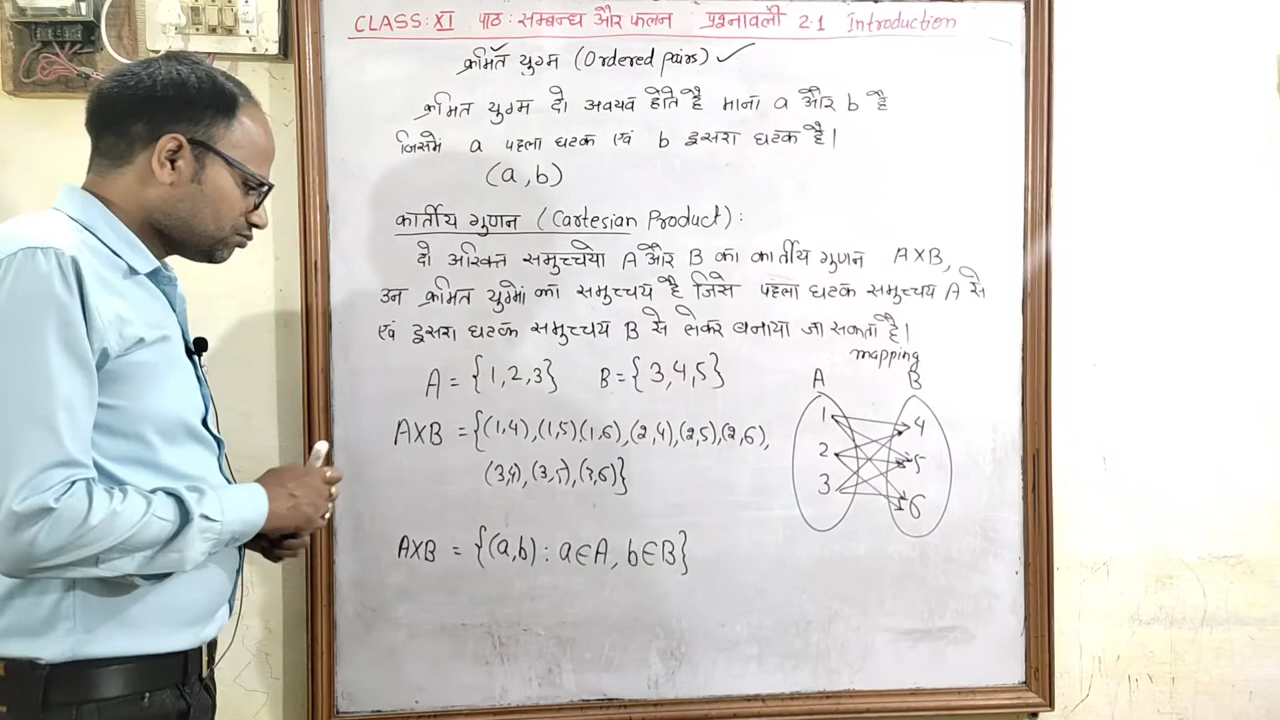 CLASS: XI पाठ: सम्बन्ध और फलन प्रश्नावली 2.1 Introduction
क्रमित युग्म (Ordered pairs) ✓
क्रमित युग्म दो अवयव होते है माना a और b है
जिसमें a पहला घटक एवं b दूसरा घटक है।
(a,b)
कार्तीय गुणन (Cartesian Product):
दो अरिक्त समुच्चयो A और B का कार्तीय गुणन A×B,
उन क्रमित युग्मों का समुच्चय है जिसे पहला घटक समुच्चय A से
एवं दूसरा घटक समुच्चय B से लेकर बनाया जा सकता है।
mapping
A = {1,2,3} B = {3,4,5}
A B
A×B = {(1,4),(1,5)(1,6),(2,4),(2,5),(2,6),
(3,4),(3,5),(3,6)}
1 4
2 5
3 6
A×B = {(a,b) : a∈A, b∈B}